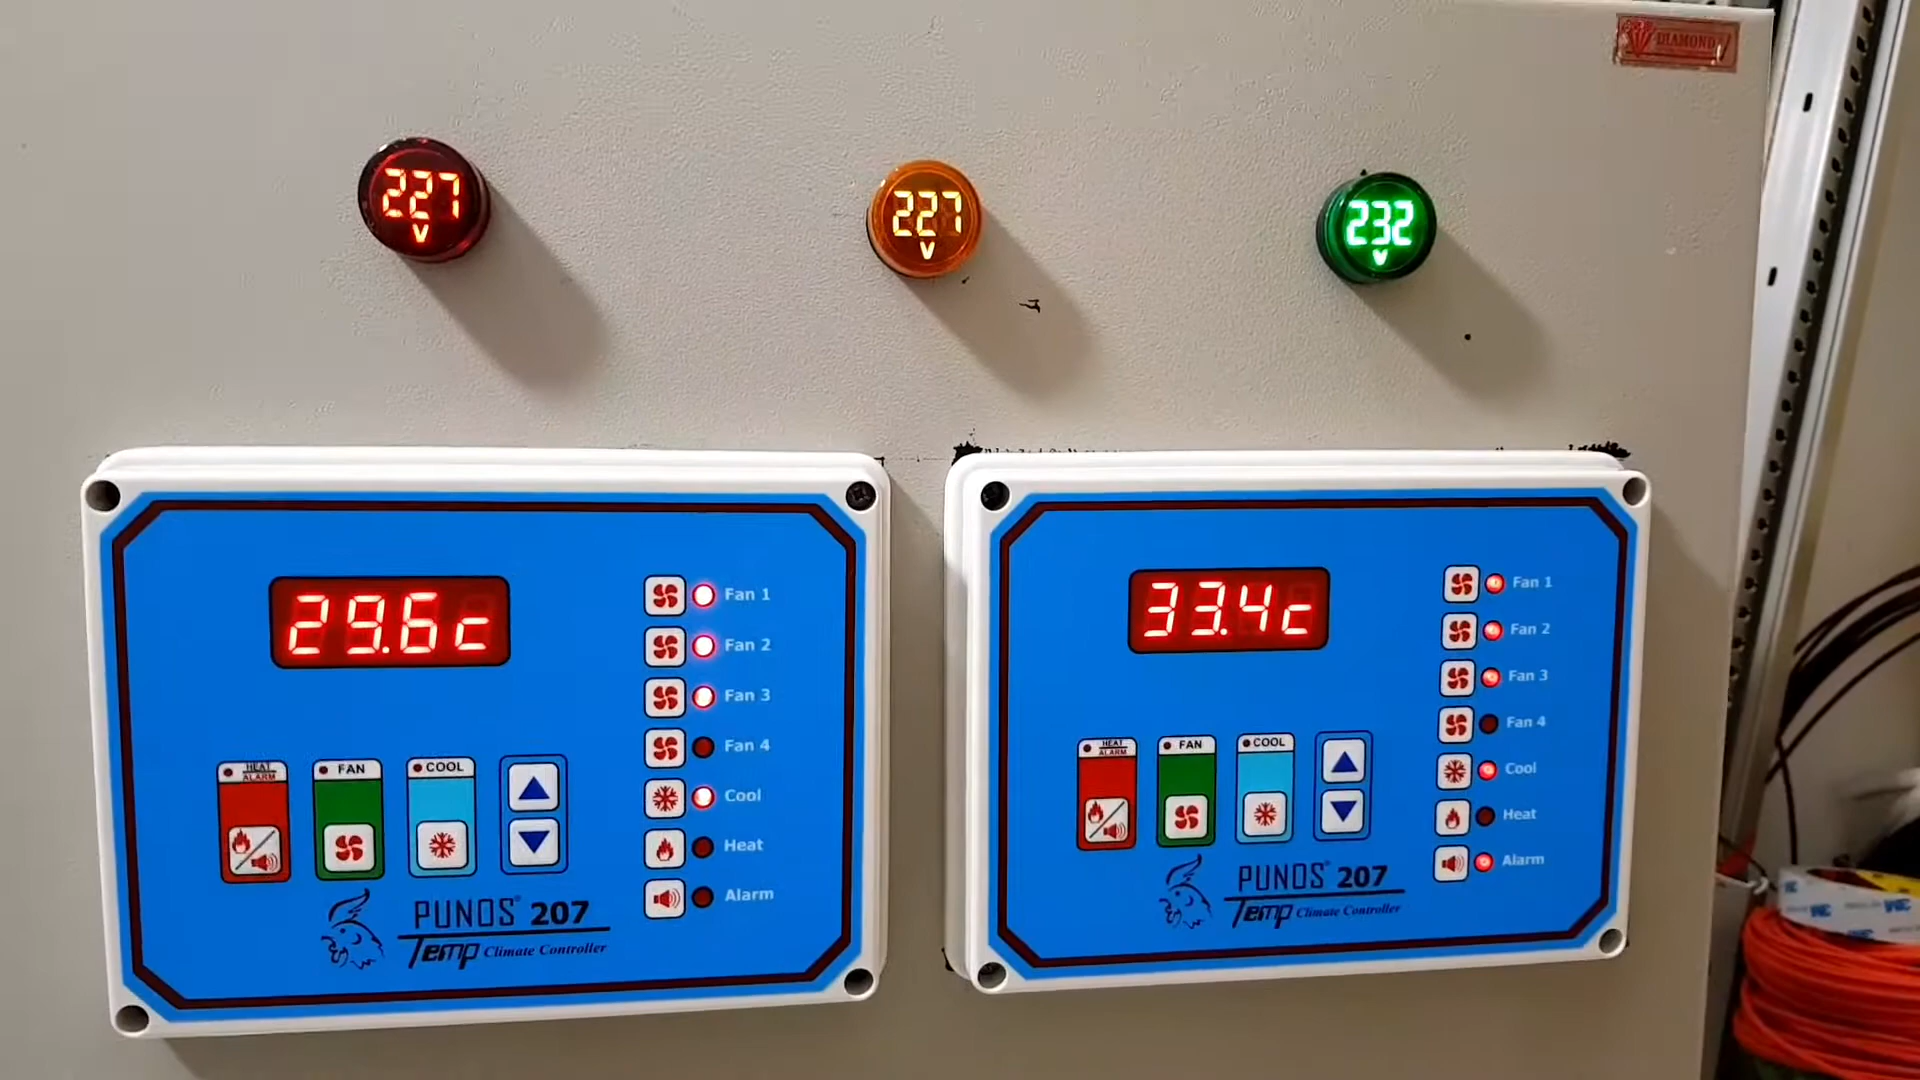 DIAMOND
227
V
227
V
232
V
29.6c
Fan 1
Fan 2
Fan 3
Fan 4
Cool
Heat
Alarm
HEAT
ALARM
FAN
COOL
PUNOS® 207
Temp Climate Controller
33.4c
Fan 1
Fan 2
Fan 3
Fan 4
Cool
Heat
Alarm
HEAT
ALARM
FAN
COOL
PUNOS® 207
Temp Climate Controller
3M
3M